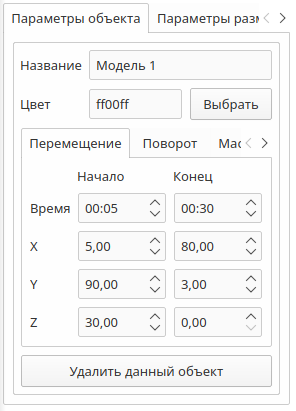 Параметры объекта Параметры разм
Название Модель 1
Цвет ff00ff Выбрать
Перемещение Поворот Мас
Начало Конец
Время 00:05 00:30
X 5,00 80,00
Y 90,00 3,00
Z 30,00 0,00
Удалить данный объект